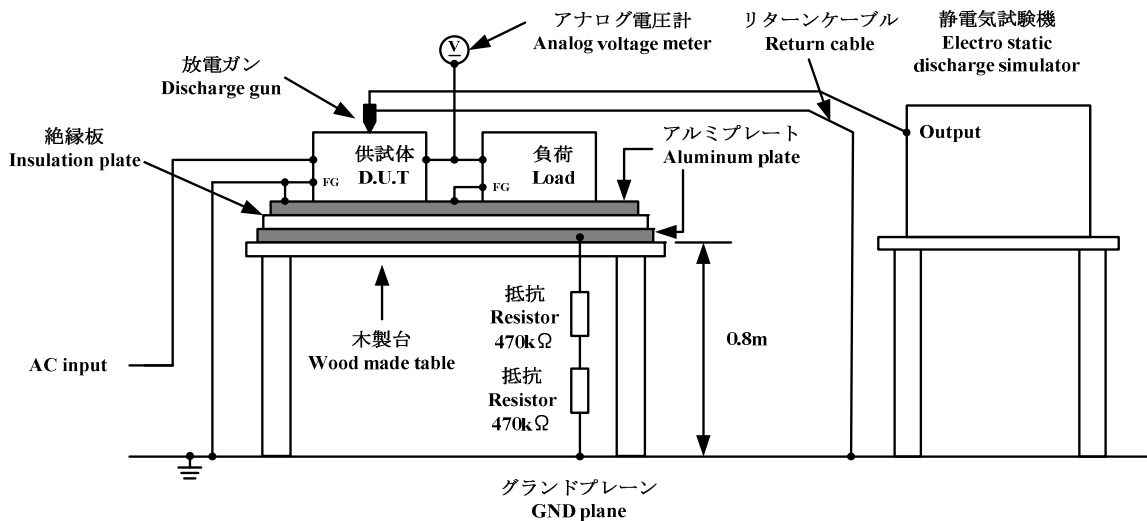 アナログ電圧計
Analog voltage meter
リターンケーブル
Return cable
静電気試験機
Electro static
discharge simulator
V
放電ガン
Discharge gun
絶縁板
Insulation plate
供試体
D.U.T
負荷
Load
アルミプレート
Aluminum plate
Output
FG
FG
抵抗
Resistor
470kΩ
0.8m
木製台
Wood made table
AC input
抵抗
Resistor
470kΩ
グランドプレーン
GND plane